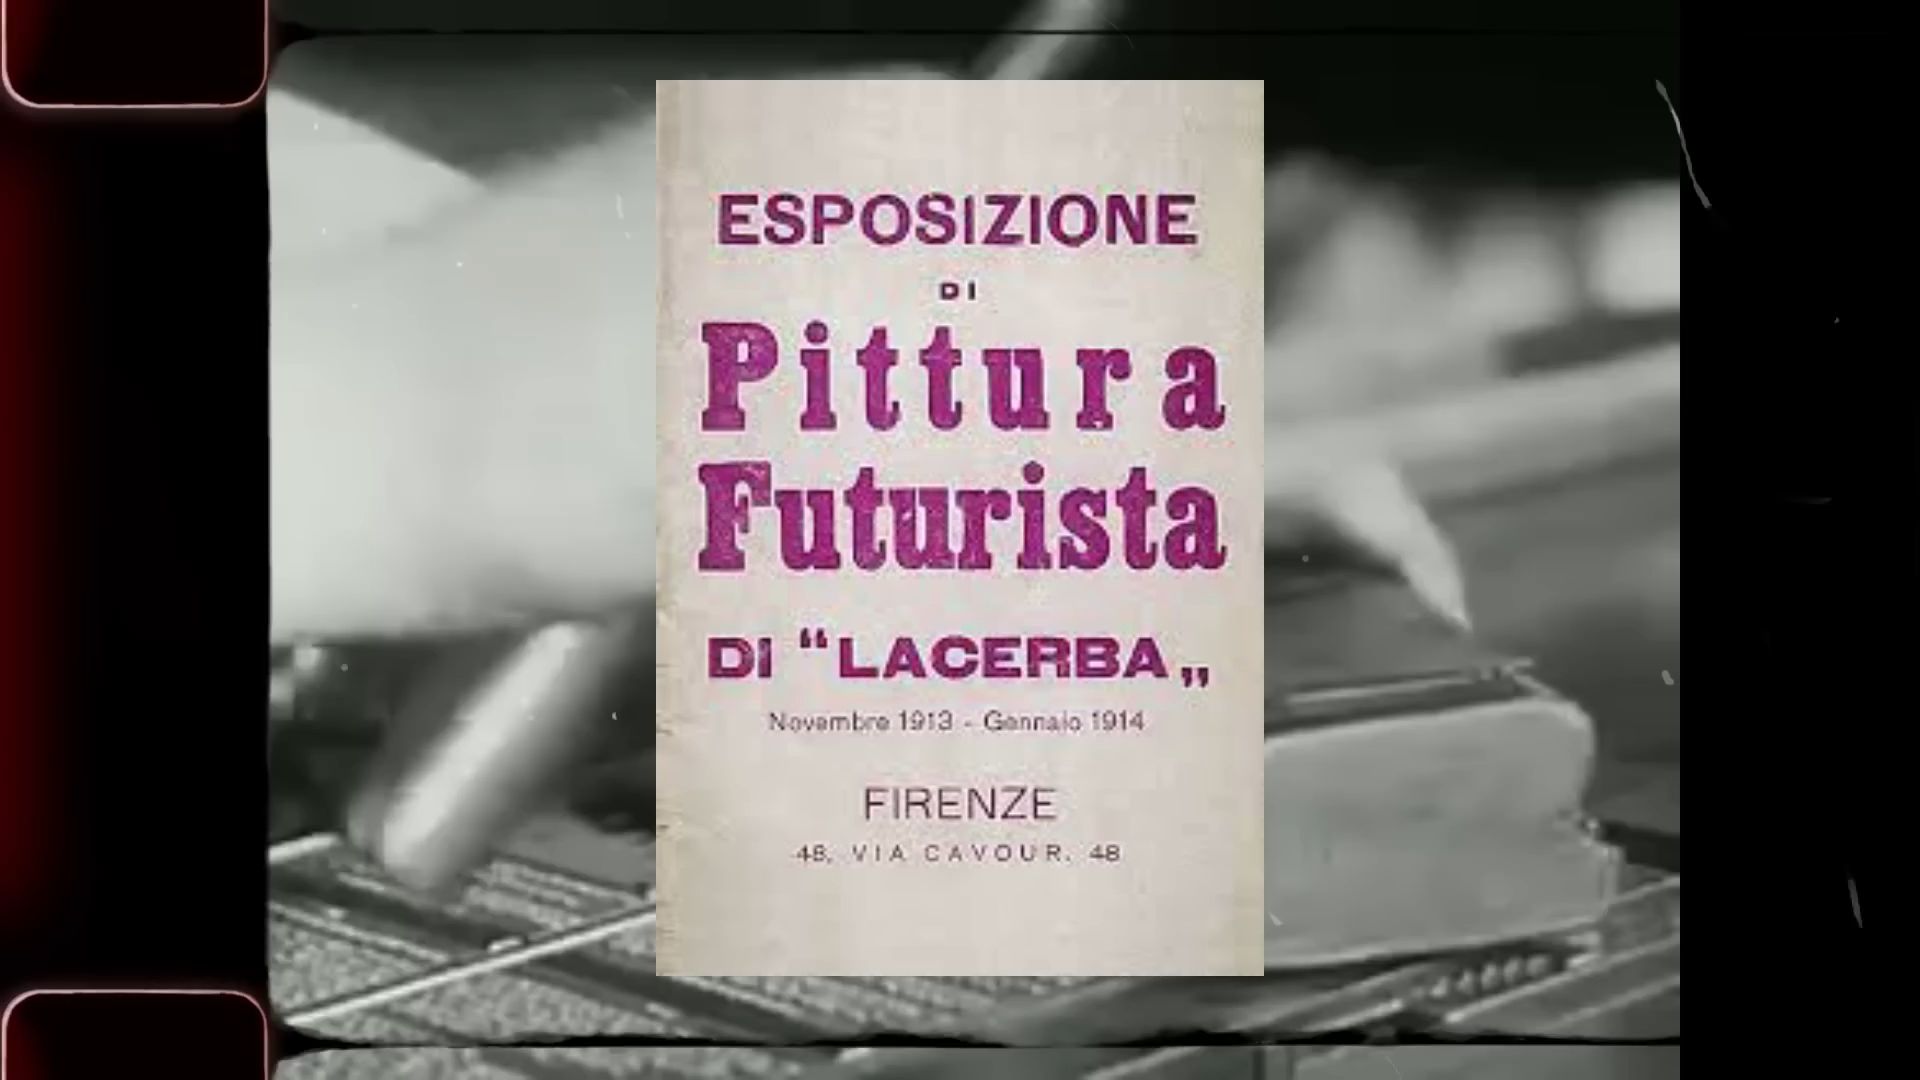 ESPOSIZIONE
DI
Pittura
Futurista
DI “LACERBA„
Novembre 1913 - Gennaio 1914
FIRENZE
48, VIA CAVOUR, 48